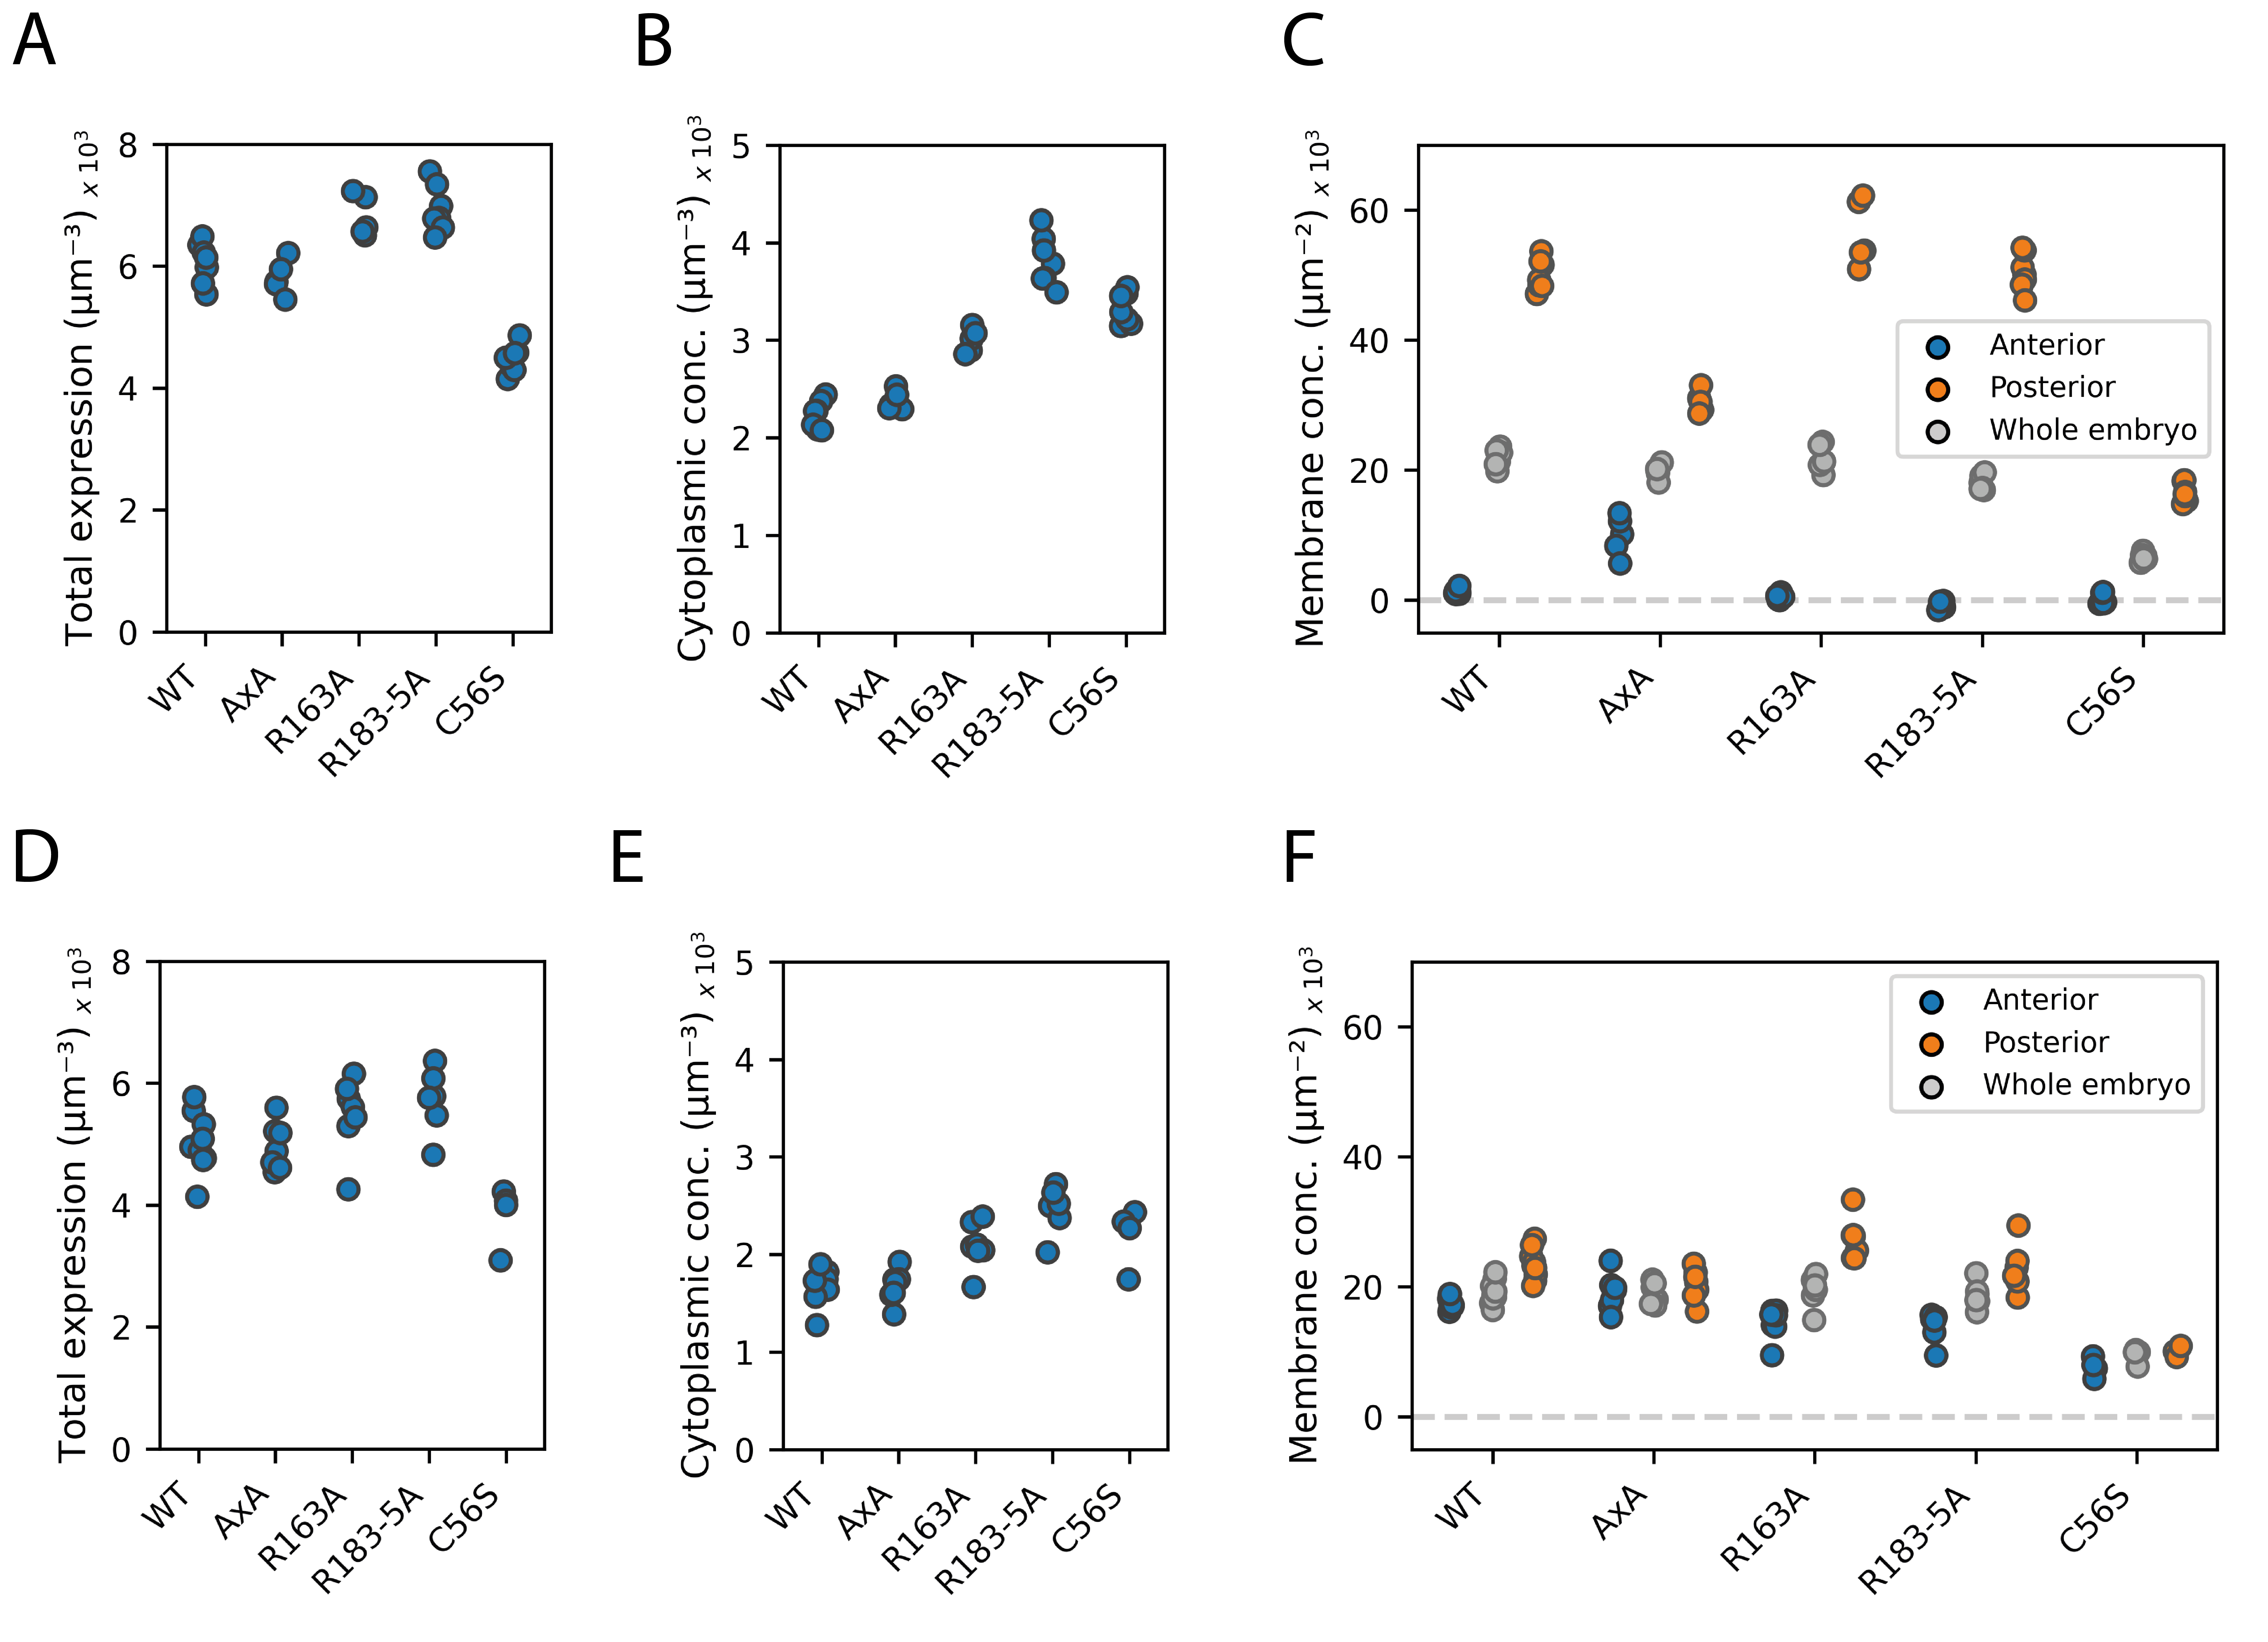 A
Total expression (µm⁻³) x 10³
8
6
4
2
0
WT
AxA
R163A
R183-5A
C56S
B
Cytoplasmic conc. (µm⁻³) x 10³
5
4
3
2
1
0
WT
AxA
R163A
R183-5A
C56S
C
Membrane conc. (µm⁻²) x 10³
60
40
20
0
Anterior
Posterior
Whole embryo
WT
AxA
R163A
R183-5A
C56S
D
Total expression (µm⁻³) x 10³
8
6
4
2
0
WT
AxA
R163A
R183-5A
C56S
E
Cytoplasmic conc. (µm⁻³) x 10³
5
4
3
2
1
0
WT
AxA
R163A
R183-5A
C56S
F
Membrane conc. (µm⁻²) x 10³
60
40
20
0
Anterior
Posterior
Whole embryo
WT
AxA
R163A
R183-5A
C56S